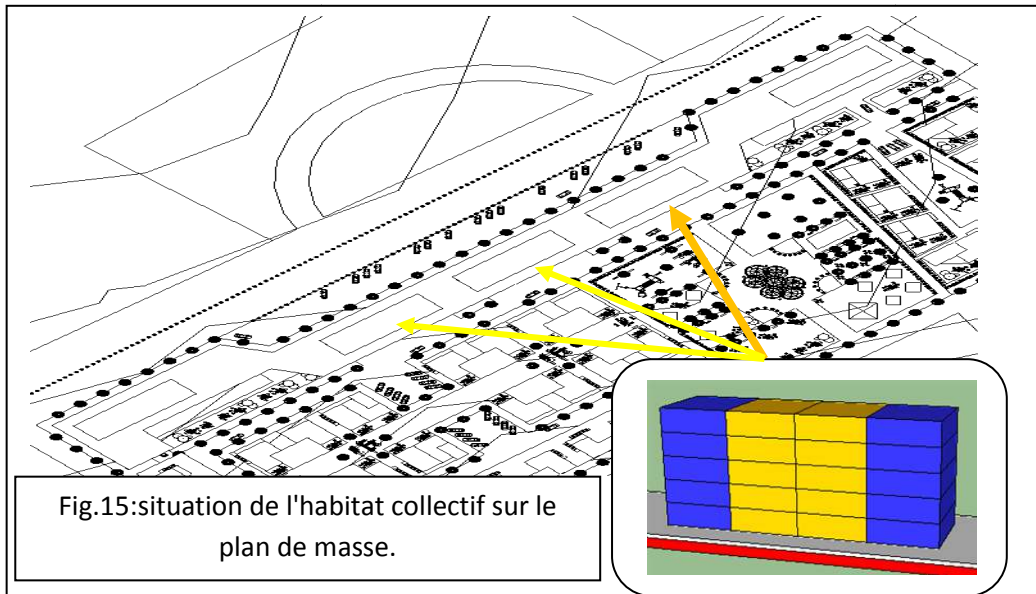 Fig.15:situation de l'habitat collectif sur le
plan de masse.